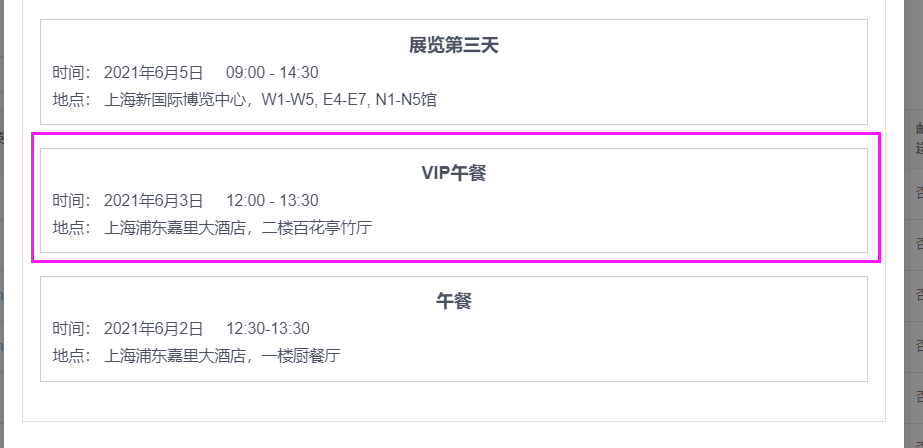 展览第三天
时间： 2021年6月5日 09:00 - 14:30
地点： 上海新国际博览中心，W1-W5, E4-E7, N1-N5馆
VIP午餐
时间： 2021年6月3日 12:00 - 13:30
地点： 上海浦东嘉里大酒店，二楼百花亭竹厅
午餐
时间： 2021年6月2日 12:30-13:30
地点： 上海浦东嘉里大酒店，一楼厨餐厅